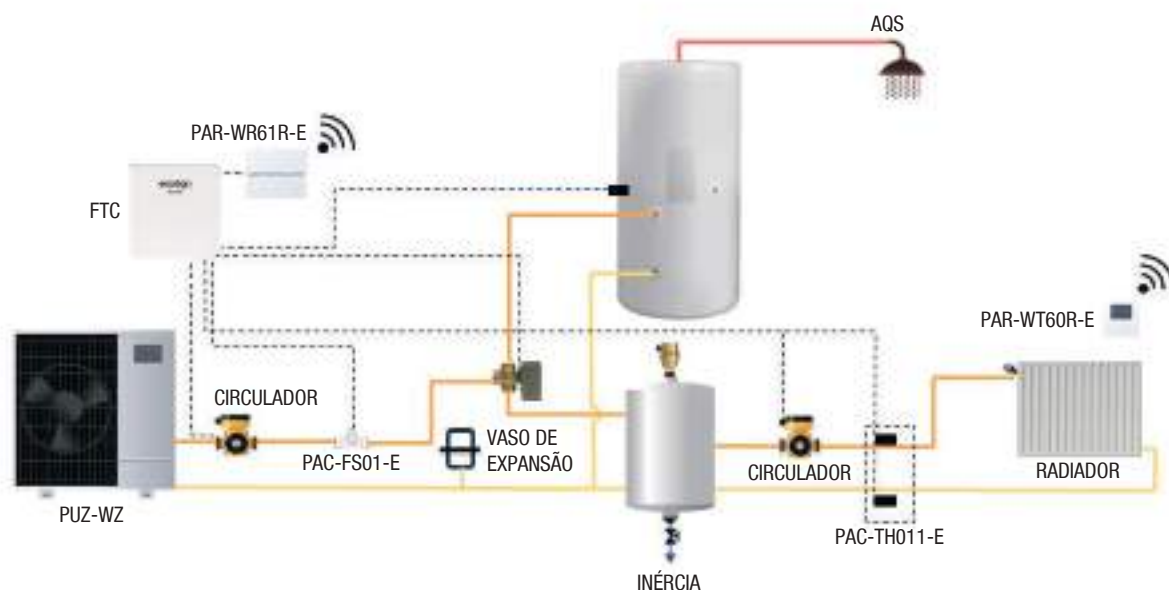 AQS
PAR-WR61R-E
FTC
PAR-WT60R-E
CIRCULADOR
PAC-FS01-E
VASO DE
EXPANSÃO
CIRCULADOR
RADIADOR
PUZ-WZ
PAC-TH011-E
INÉRCIA